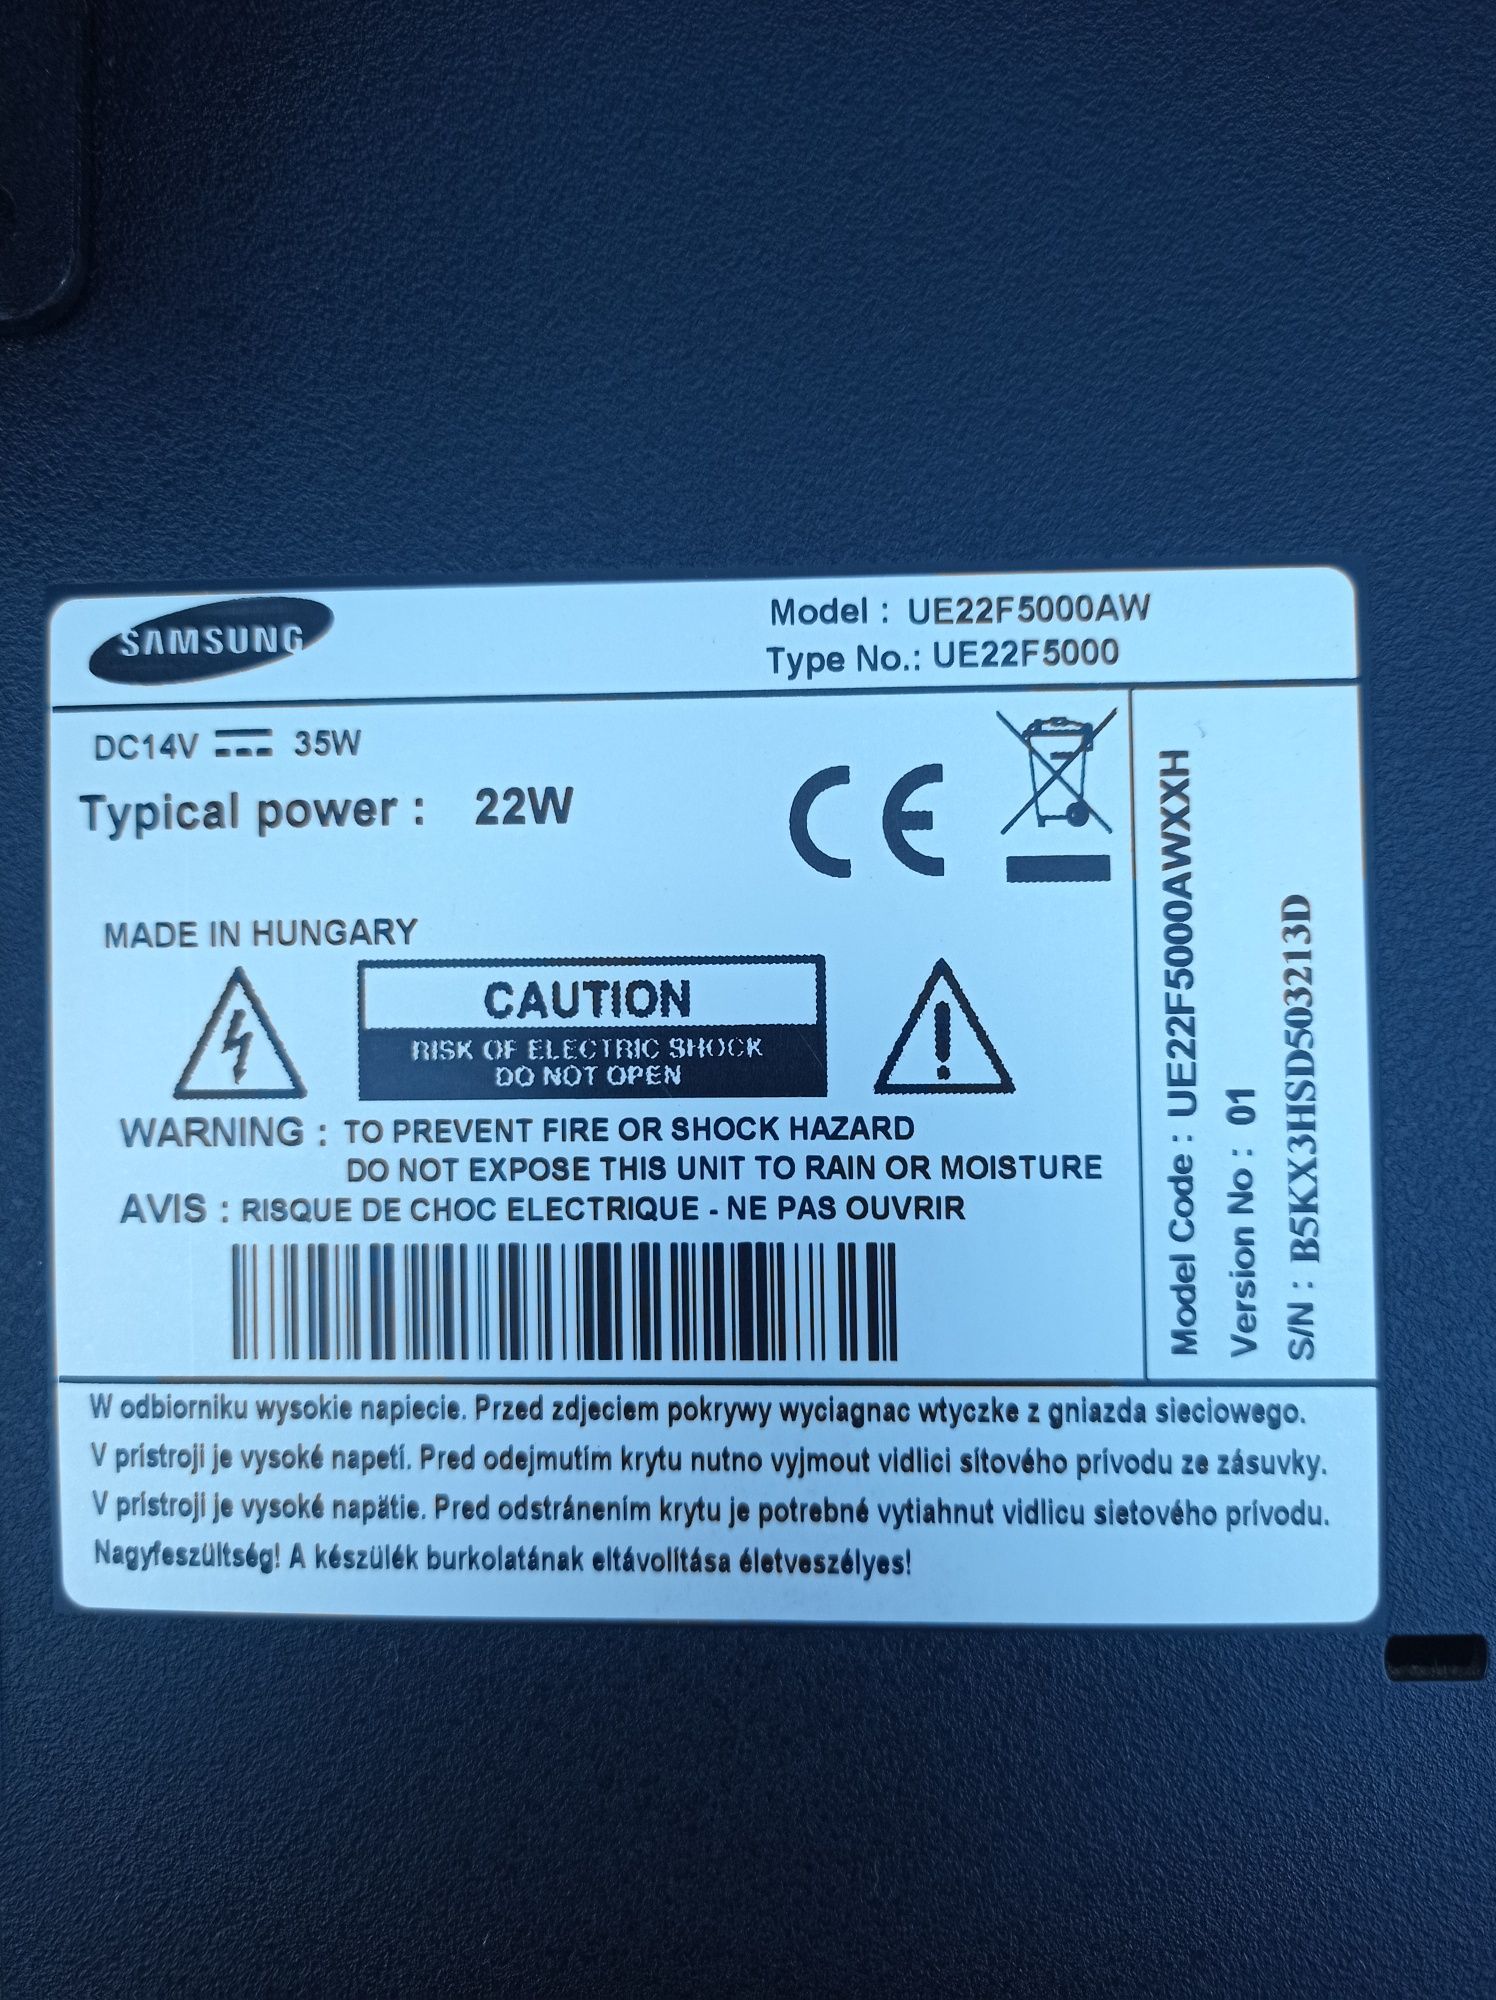 SAMSUNG
Model : UE22F5000AW
Type No.: UE22F5000
DC14V 35W
Typical power : 22W
CE
MADE IN HUNGARY
CAUTION
RISK OF ELECTRIC SHOCK
DO NOT OPEN
WARNING : TO PREVENT FIRE OR SHOCK HAZARD
DO NOT EXPOSE THIS UNIT TO RAIN OR MOISTURE
AVIS : RISQUE DE CHOC ELECTRIQUE - NE PAS OUVRIR
Model Code : UE22F5000AWXXH
Version No : 01
S/N : B5KX3HSD503213D
W odbiorniku wysokie napiecie. Przed zdjeciem pokrywy wyciagnac wtyczke z gniazda sieciowego.
V prístroji je vysoké napetí. Pred odejmutím krytu nutno vyjmout vidlici sítového prívodu ze zásuvky.
V prístroji je vysoké napätie. Pred odstránením krytu je potrebné vytiahnut vidlicu sietového prívodu.
Nagyfeszültség! A készülék burkolatának eltávolítása életveszélyes!